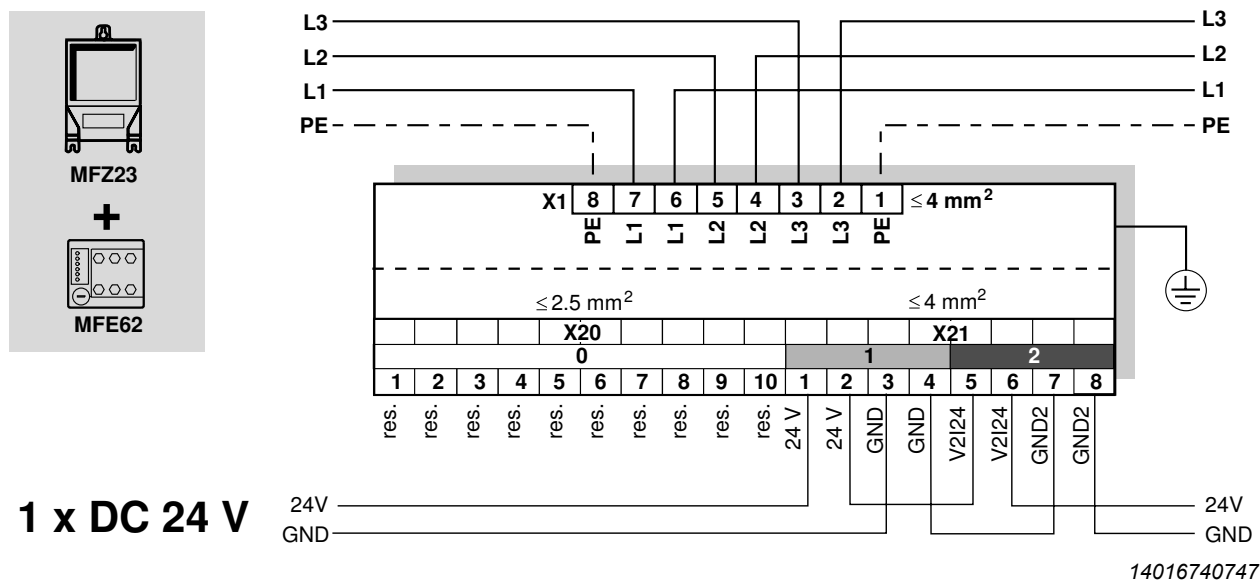 L3 L3
L2 L2
L1 L1
PE PE
MFZ23
+
MFE62
X1 8 7 6 5 4 3 2 1 ≤ 4 mm²
PE L1 L1 L2 L2 L3 L3 PE
≤ 2.5 mm² ≤ 4 mm²
X20 X21
0 1 2
1 2 3 4 5 6 7 8 9 10 1 2 3 4 5 6 7 8
res. res. res. res. res. res. res. res. res. res. 24 V 24 V GND GND V2I24 V2I24 GND2 GND2
1 x DC 24 V
24V 24V
GND GND
14016740747